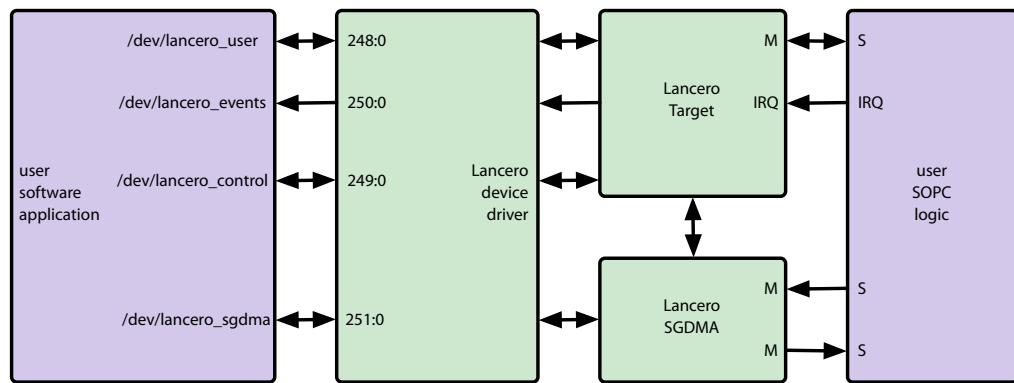 /dev/lancero_user
/dev/lancero_events
user
software
application
/dev/lancero_control
/dev/lancero_sgdma
248:0
250:0
249:0
251:0
Lancero
device
driver
Lancero
Target
M
IRQ
Lancero
SGDMA
M
M
S
IRQ
user
SOPC
logic
S
S